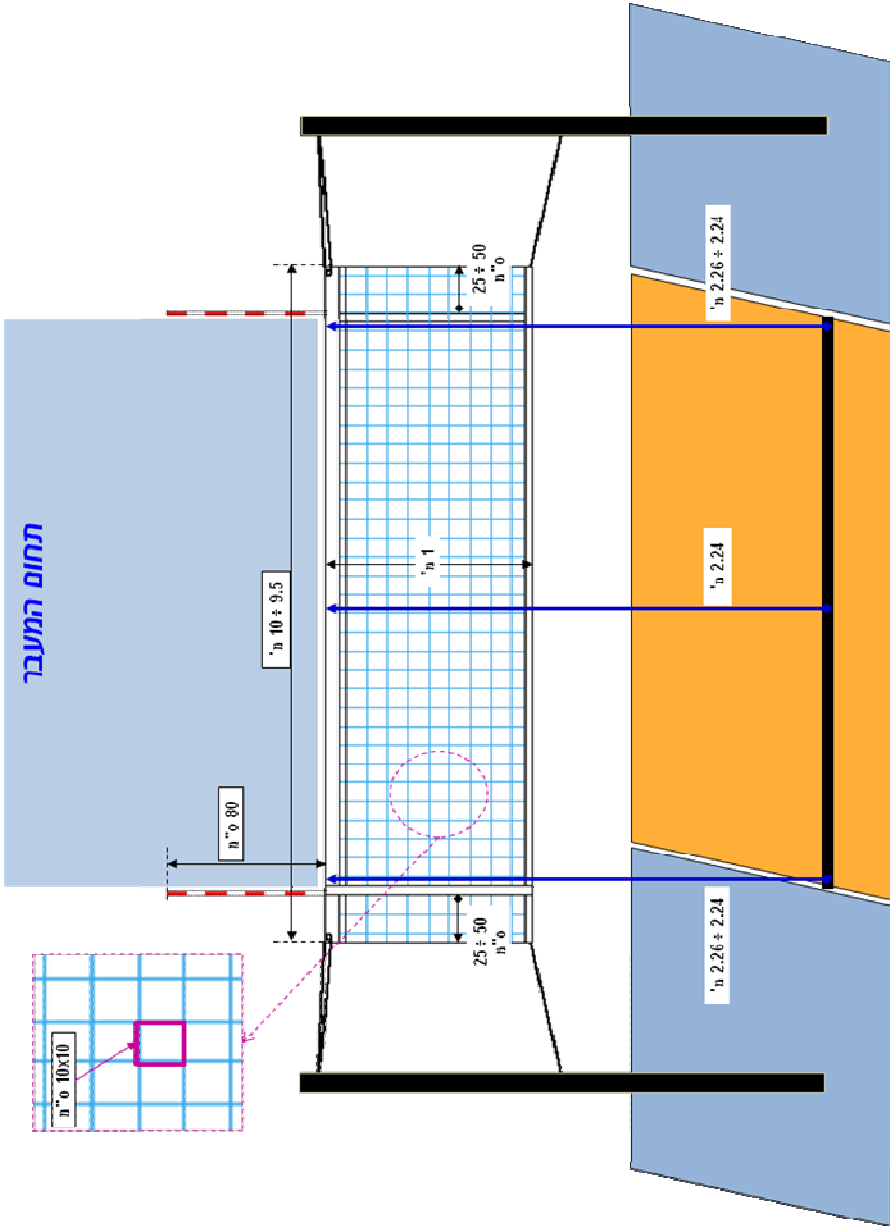 תחום המעבר
10x10 ס"מ
80 ס"מ
9.5 ÷ 10 מ'
1 מ'
25 ÷ 50
ס"מ
25 ÷ 50
ס"מ
2.24 ÷ 2.26 מ'
2.24 מ'
2.24 ÷ 2.26 מ'